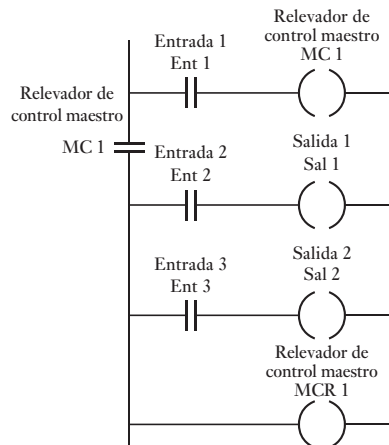 Entrada 1
Ent 1
Relevador de
control maestro
MC 1
Relevador de
control maestro
MC 1
Entrada 2
Ent 2
Salida 1
Sal 1
Entrada 3
Ent 3
Salida 2
Sal 2
Relevador de
control maestro
MCR 1